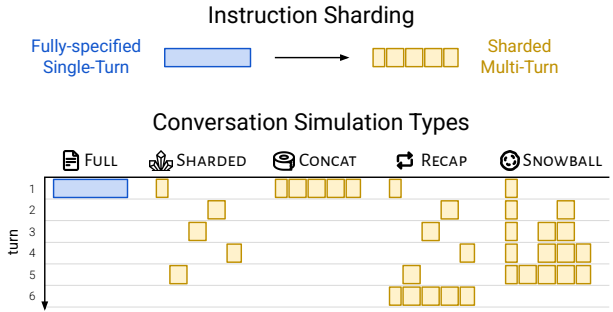 Instruction Sharding
Fully-specified
Single-Turn
Sharded
Multi-Turn
Conversation Simulation Types
FULL
SHARDED
CONCAT
RECAP
SNOWBALL
turn
1
2
3
4
5
6